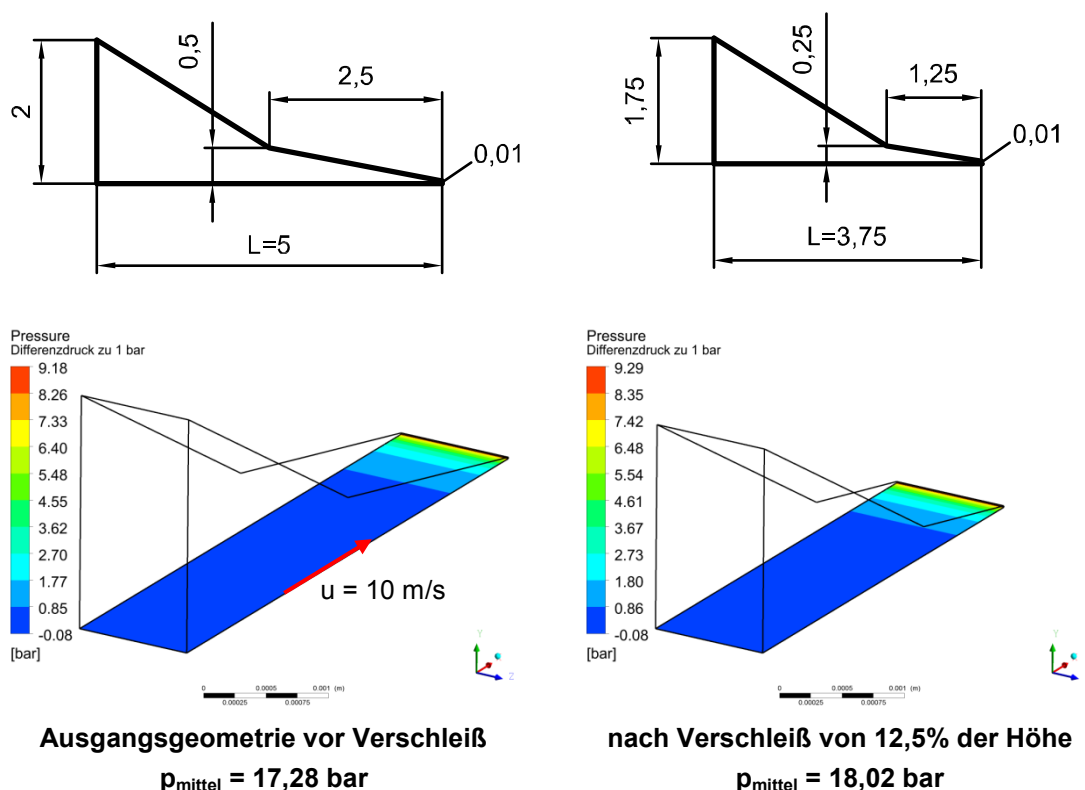 2
0,5
2,5
0,01
L=5
1,75
0,25
1,25
0,01
L=3,75
Pressure
Differenzdruck zu 1 bar
9.18
8.26
7.33
6.40
5.48
4.55
3.63
2.70
1.77
0.85
-0.08
[bar]
u = 10 m/s
Y
Z
0 0.0005 0.001 (m)
0.00025 0.00075
Ausgangsgeometrie vor Verschleiß
pmittel = 17,28 bar
Pressure
Differenzdruck zu 1 bar
9.29
8.35
7.42
6.48
5.54
4.61
3.67
2.73
1.80
0.86
-0.08
[bar]
Y
0 0.0005 0.001 (m)
0.00025 0.00075
nach Verschleiß von 12,5% der Höhe
pmittel = 18,02 bar